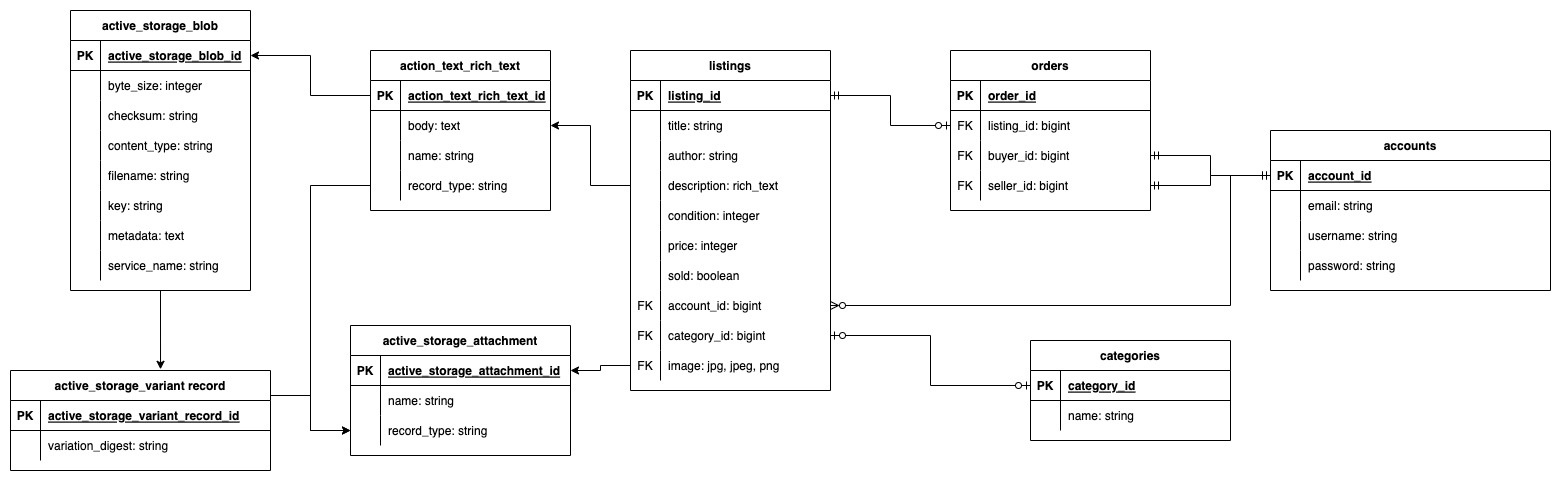 active_storage_blob
PK active_storage_blob_id
byte_size: integer
checksum: string
content_type: string
filename: string
key: string
metadata: text
service_name: string
action_text_rich_text
PK action_text_rich_text_id
body: text
name: string
record_type: string
listings
PK listing_id
title: string
author: string
description: rich_text
condition: integer
price: integer
sold: boolean
FK account_id: bigint
FK category_id: bigint
FK image: jpg, jpeg, png
orders
PK order_id
FK listing_id: bigint
FK buyer_id: bigint
FK seller_id: bigint
accounts
PK account_id
email: string
username: string
password: string
active_storage_variant record
PK active_storage_variant_record_id
variation_digest: string
active_storage_attachment
PK active_storage_attachment_id
name: string
record_type: string
categories
PK category_id
name: string